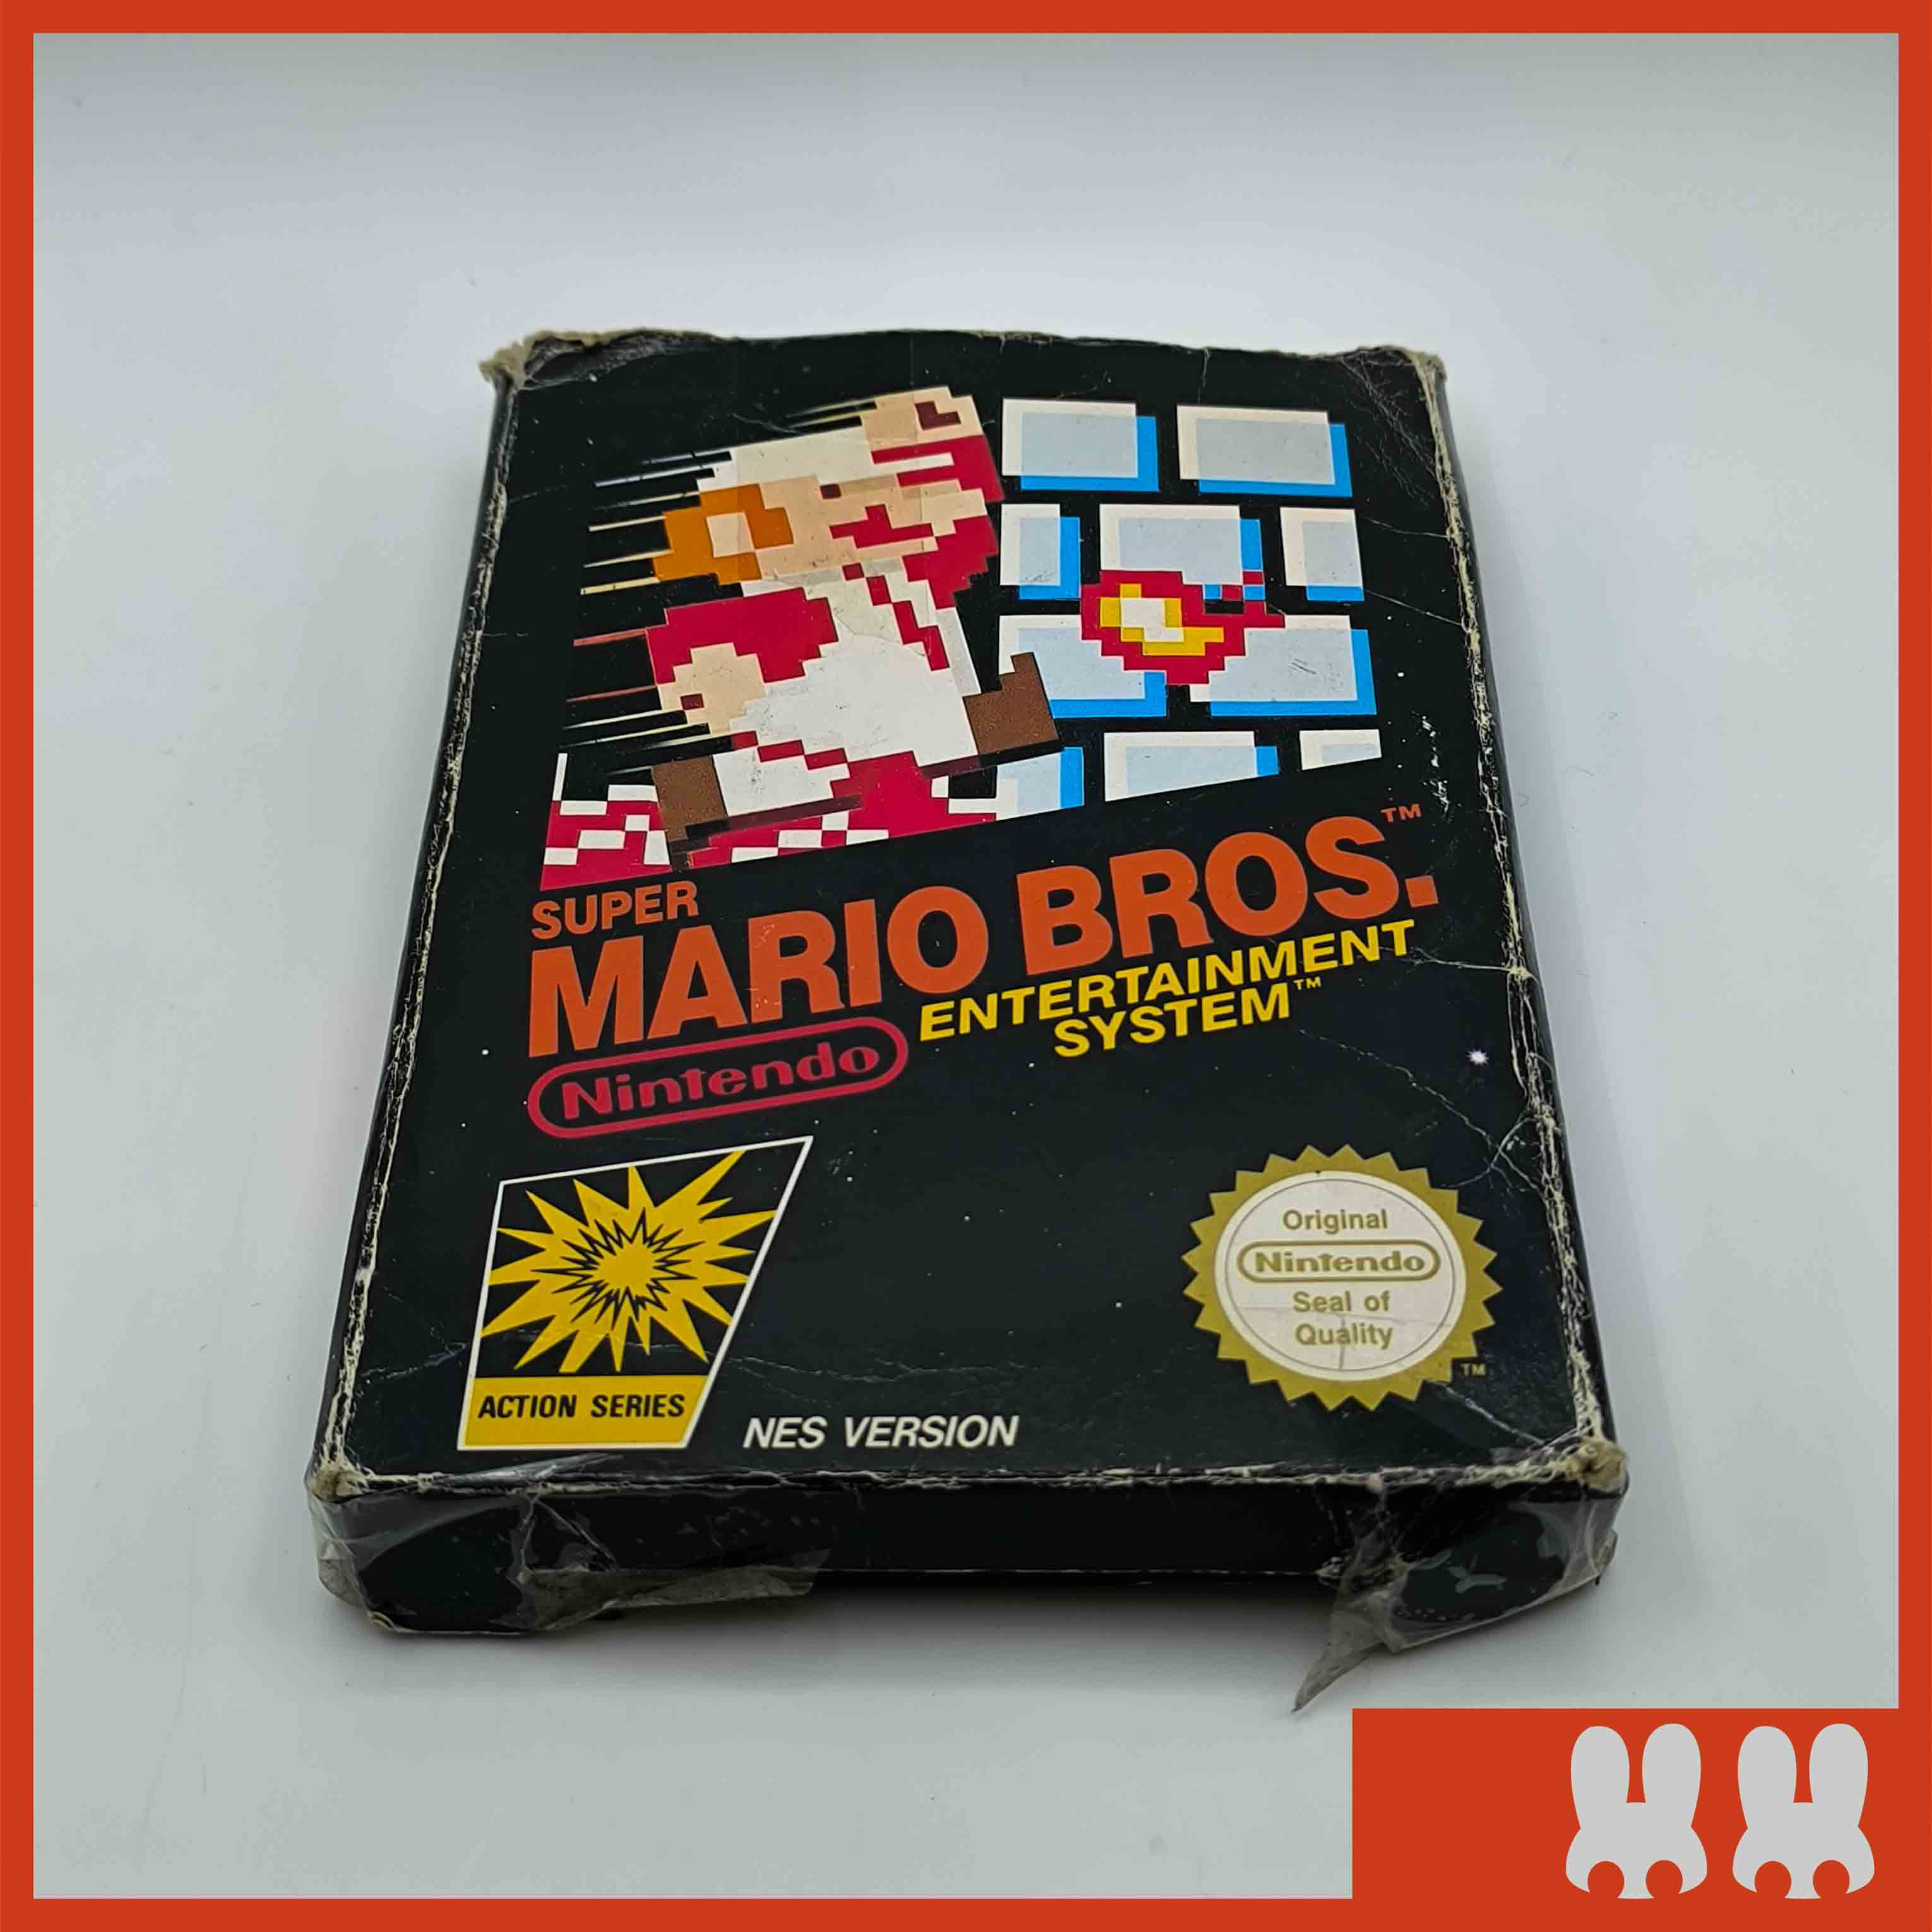 SUPER
MARIO BROS.™
ENTERTAINMENT
SYSTEM™
Nintendo
ACTION SERIES
NES VERSION
Original
Nintendo
Seal of
Quality
TM